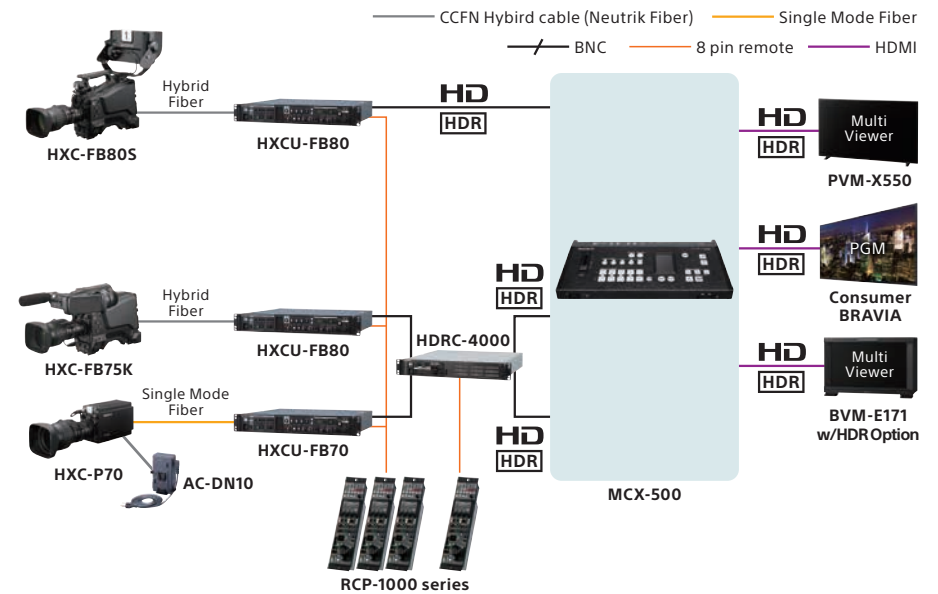 CCFN Hybird cable (Neutrik Fiber)
Single Mode Fiber
BNC
8 pin remote
HDMI
1
Hybrid
Fiber
HXC-FB80S
HXCU-FB80
HD
HDR
HD
HDR
Multi
Viewer
PVM-X550
HD
HDR
PGM
Consumer
BRAVIA
Hybrid
Fiber
HXC-FB75K
HXCU-FB80
HDRC-4000
HD
HDR
HD
HDR
Multi
Viewer
BVM-E171
w/HDR Option
Single Mode
Fiber
HXC-P70
AC-DN10
HXCU-FB70
HD
HDR
MCX-500
RCP-1000 series